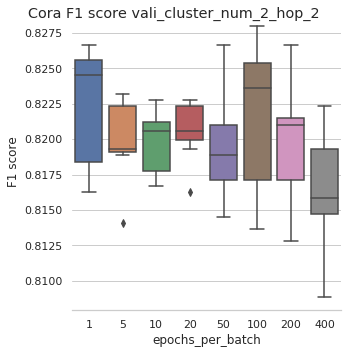 Cora F1 score vali_cluster_num_2_hop_2
0.8275
0.8250
0.8225
0.8200
0.8175
0.8150
0.8125
0.8100
F1 score
1 5 10 20 50 100 200 400
epochs_per_batch